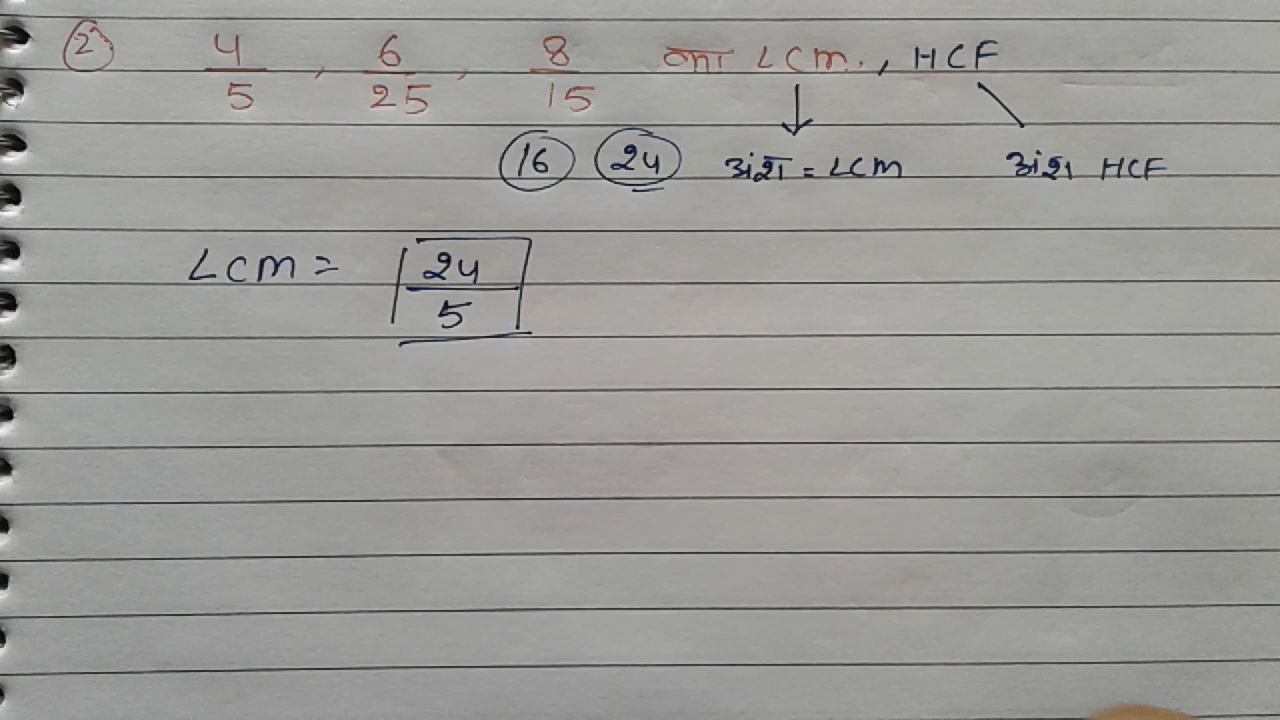 ② 4/5 , 6/25 , 8/15 का LCM. , HCF
16 24 अंश = LCM अंश HCF
LCM = 24/5